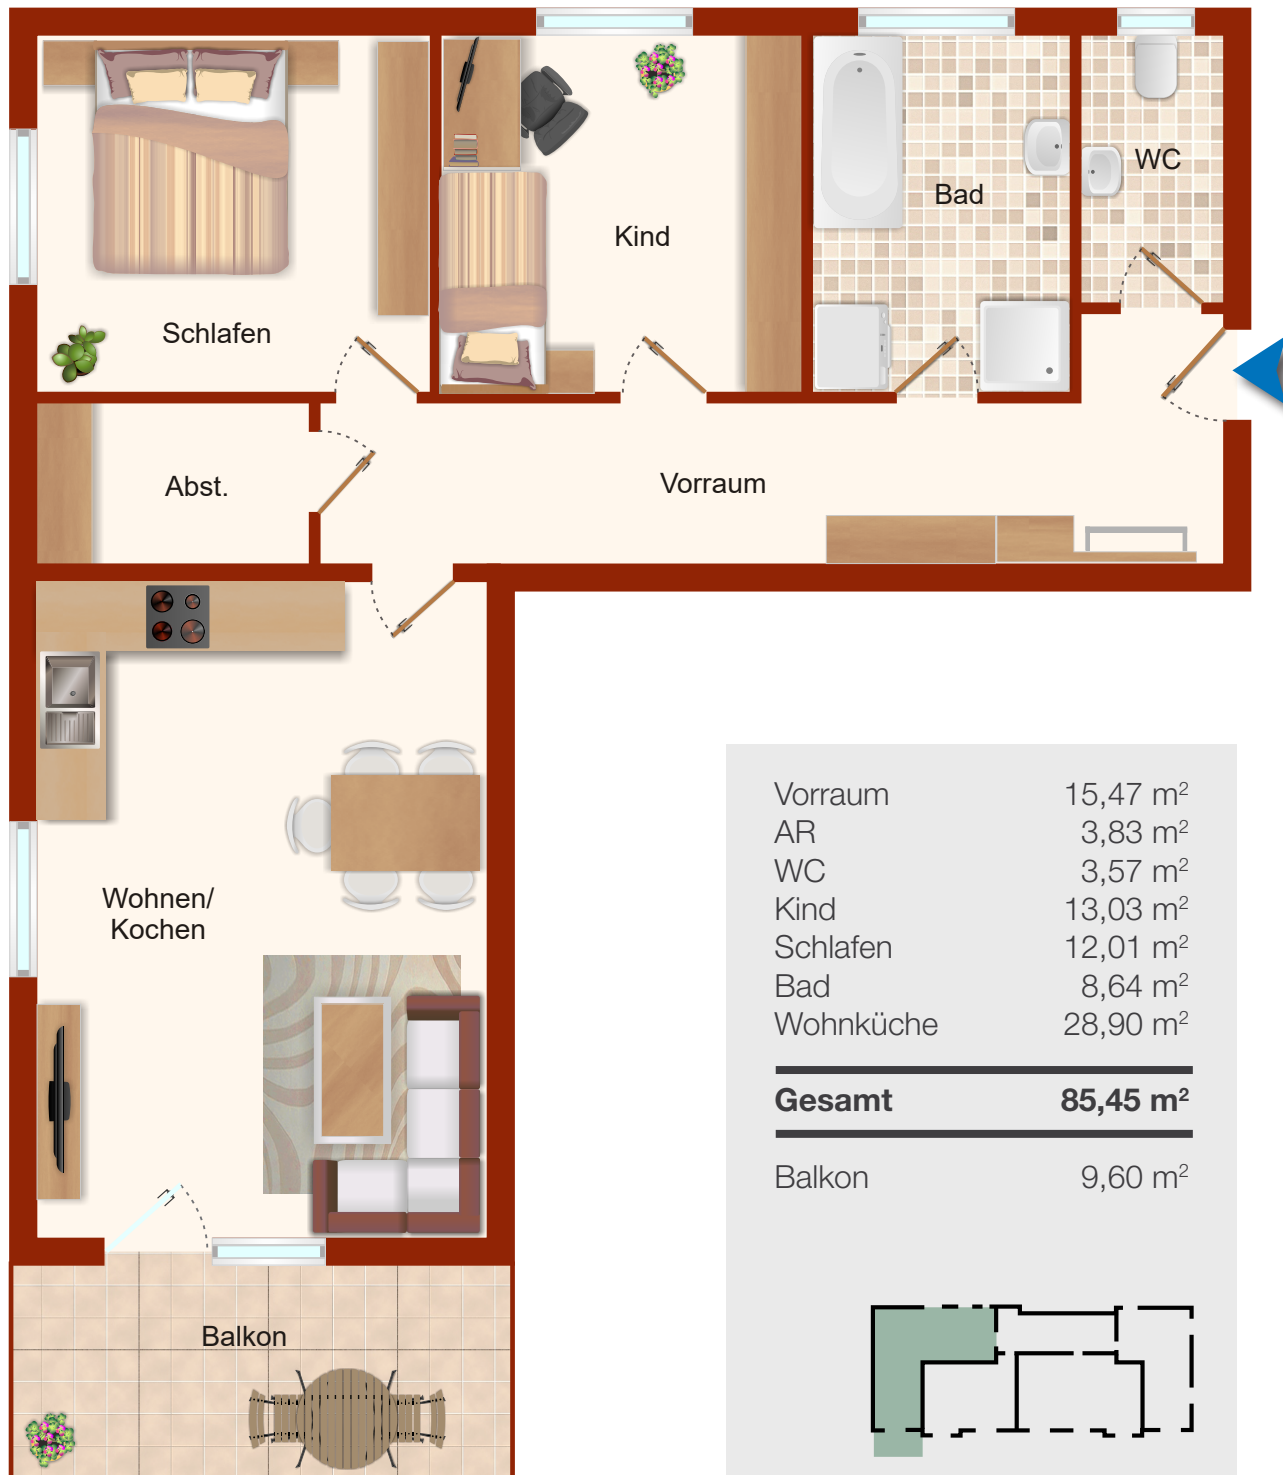 WC
Bad
Kind
Schlafen
Abst.
Vorraum
Wohnen/
Kochen
Balkon
Vorraum 15,47 m²
AR 3,83 m²
WC 3,57 m²
Kind 13,03 m²
Schlafen 12,01 m²
Bad 8,64 m²
Wohnküche 28,90 m²
Gesamt 85,45 m²
Balkon 9,60 m²